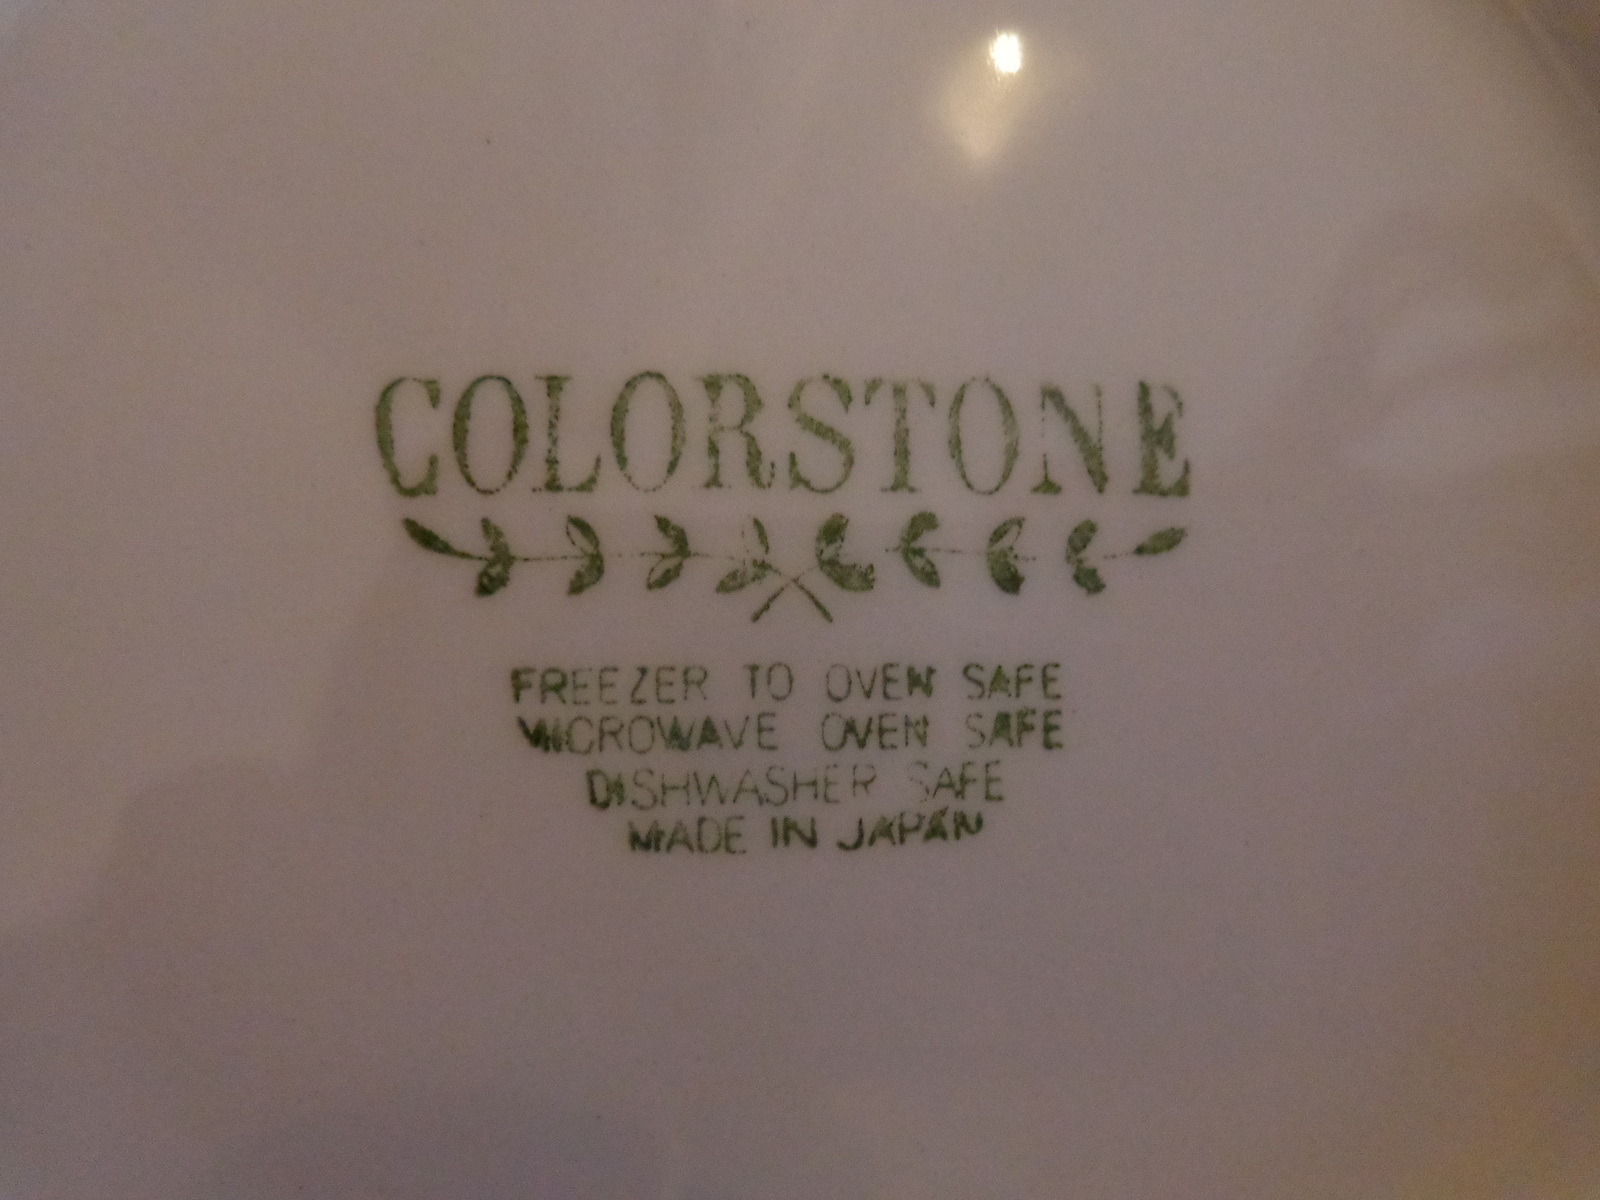 COLORSTONE
FREEZER TO OVEN SAFE
MICROWAVE OVEN SAFE
DISHWASHER SAFE
MADE IN JAPAN